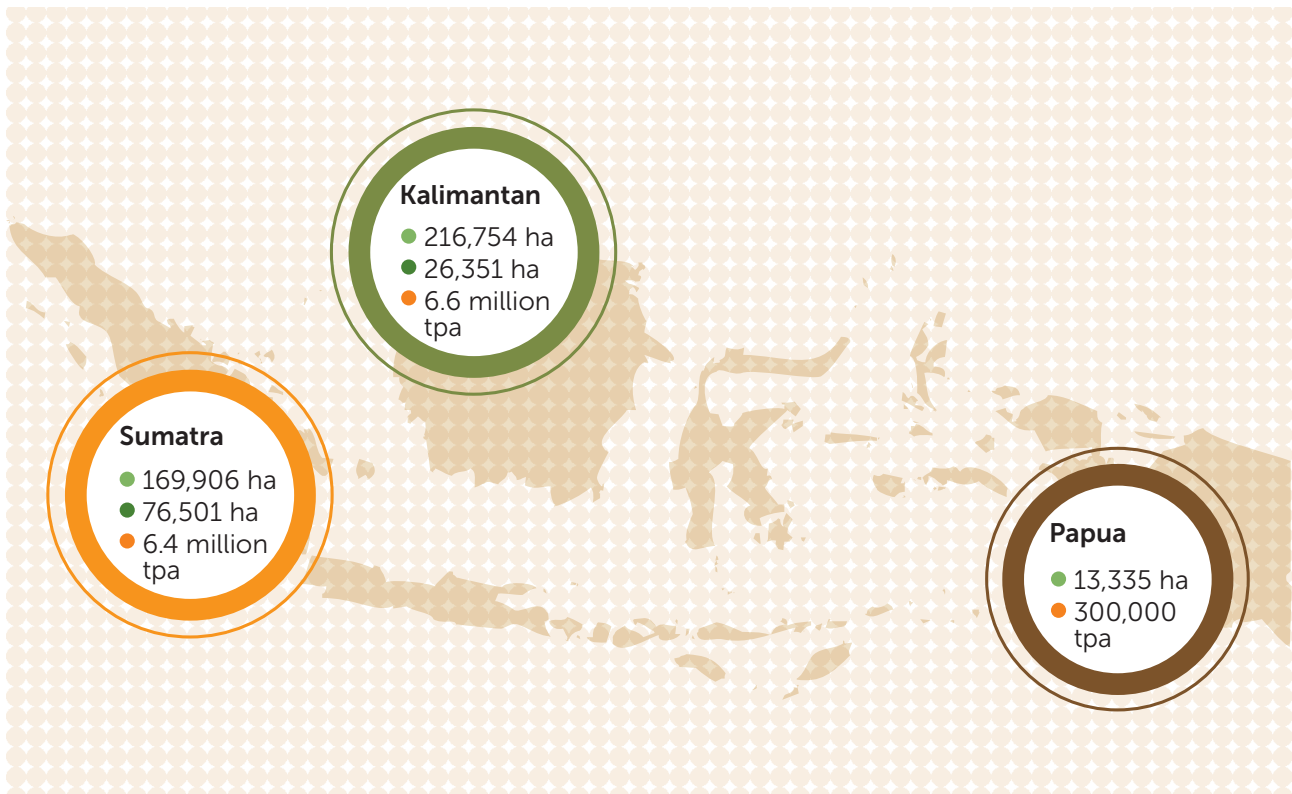 Kalimantan
216,754 ha
26,351 ha
6.6 million
tpa
Sumatra
169,906 ha
76,501 ha
6.4 million
tpa
Papua
13,335 ha
300,000
tpa